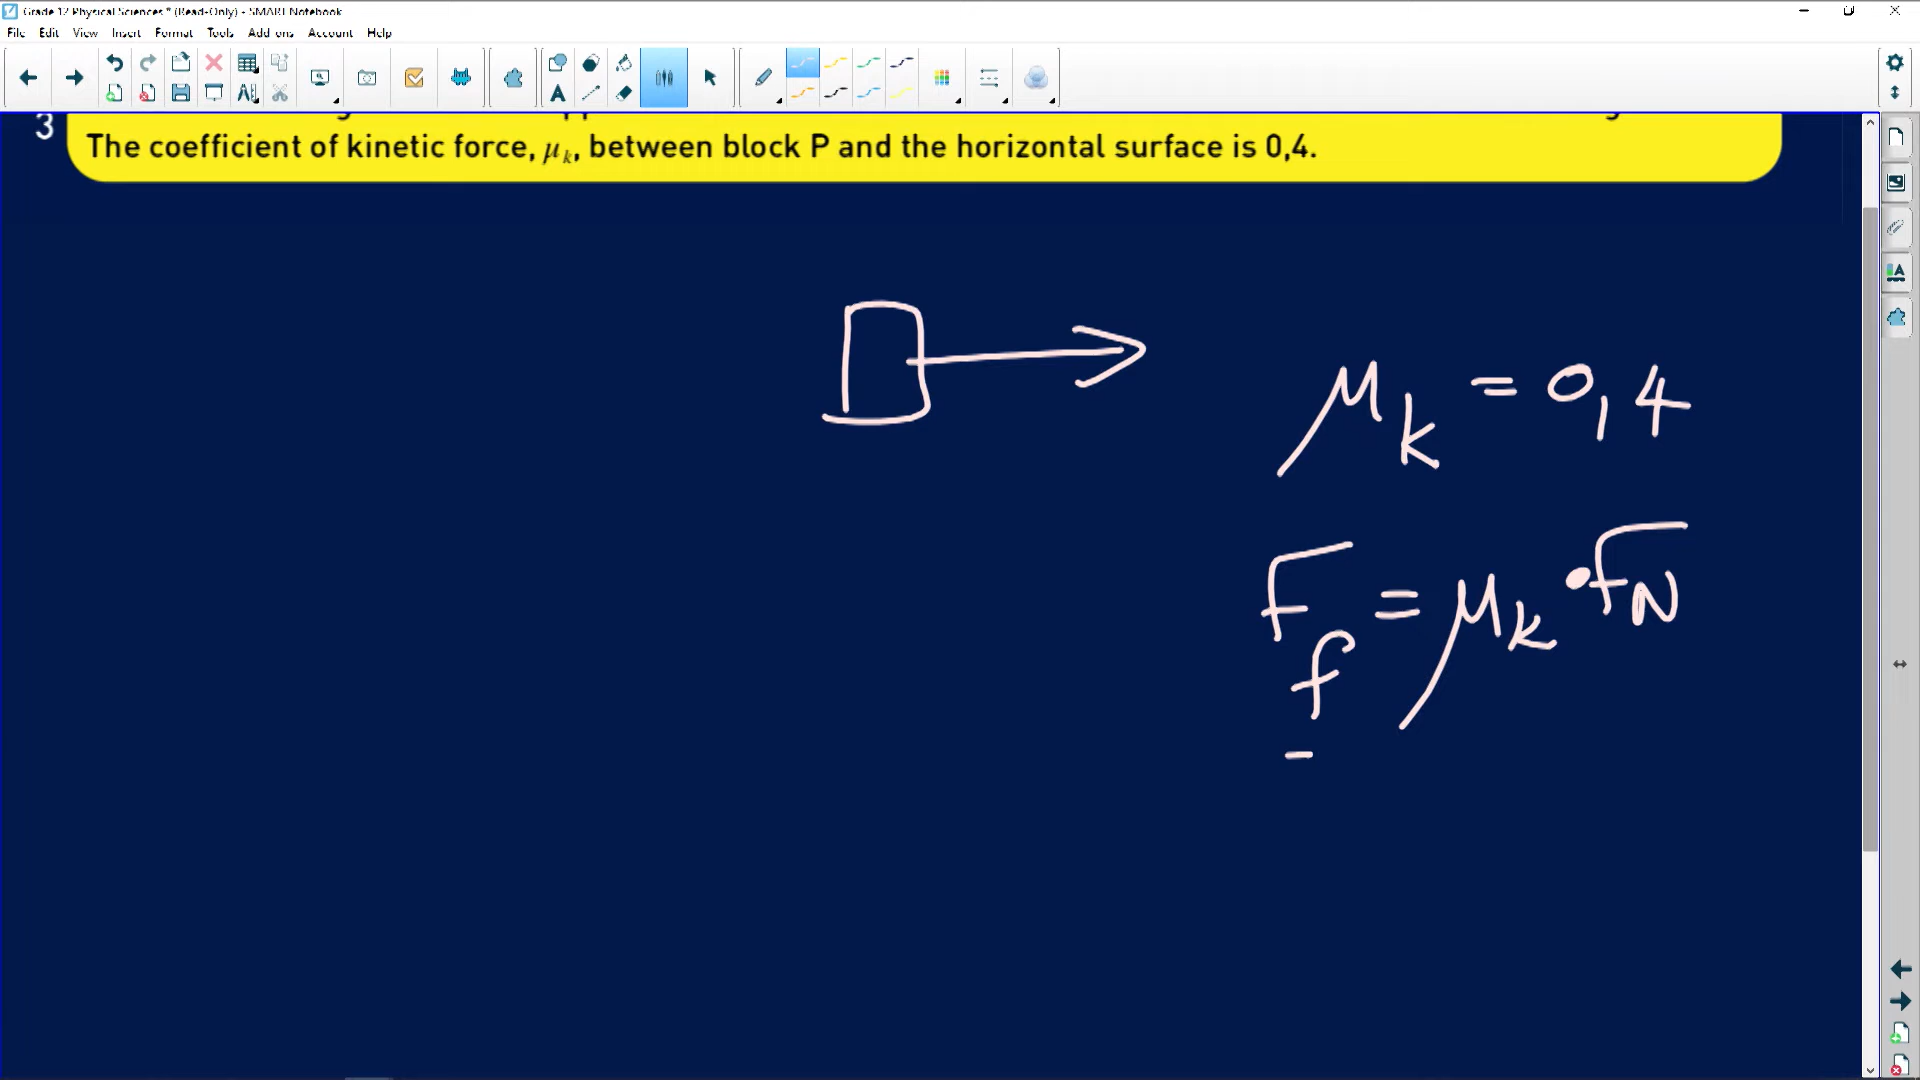 Grade 12 Physical Sciences * (Read-Only) - SMART Notebook
File Edit View Insert Format Tools Add-ons Account Help
3
The coefficient of kinetic force, μₖ, between block P and the horizontal surface is 0,4.
μₖ = 0,4
F_f = μₖ • F_N
-